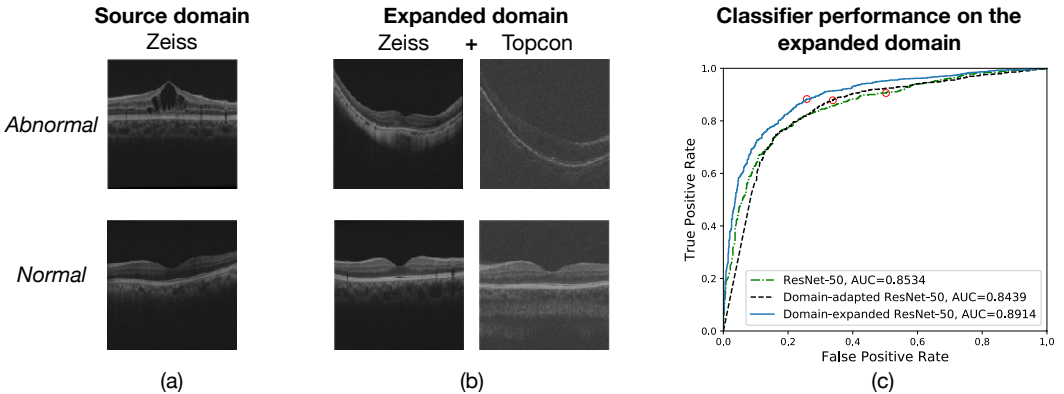 Source domain
Zeiss
Expanded domain
Zeiss + Topcon
Abnormal
Normal
(a)
(b)
Classifier performance on the
expanded domain
1.0
0.8
0.6
0.4
0.2
0.0
True Positive Rate
ResNet-50, AUC=0.8534
Domain-adapted ResNet-50, AUC=0.8439
Domain-expanded ResNet-50, AUC=0.8914
0.0 0.2 0.4 0.6 0.8 1.0
False Positive Rate
(c)